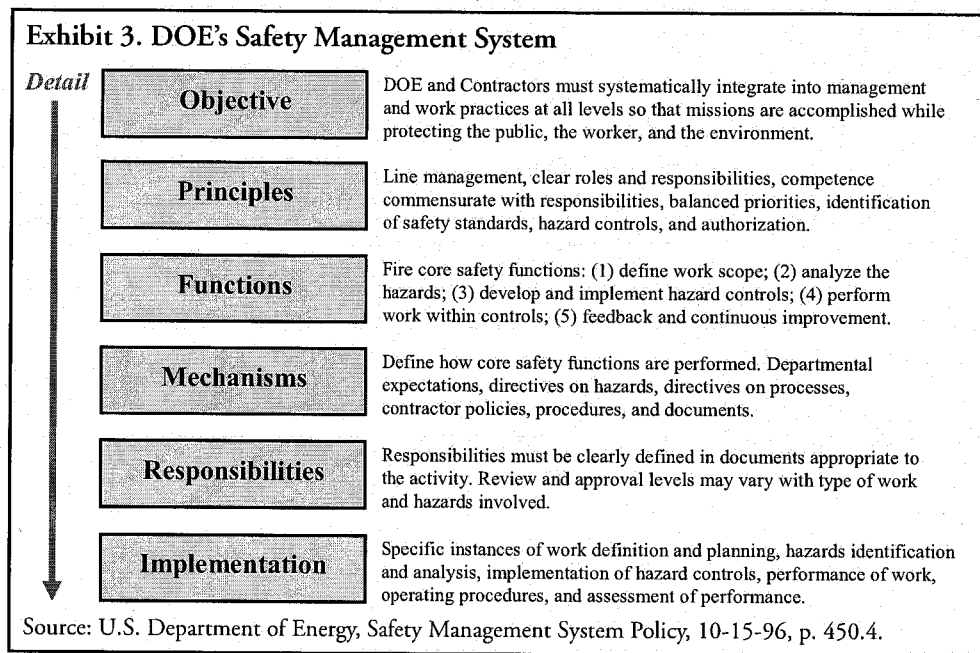 Exhibit 3. DOE's Safety Management System
Detail
Objective
DOE and Contractors must systematically integrate into management
and work practices at all levels so that missions are accomplished while
protecting the public, the worker, and the environment.
Principles
Line management, clear roles and responsibilities, competence
commensurate with responsibilities, balanced priorities, identification
of safety standards, hazard controls, and authorization.
Functions
Fire core safety functions: (1) define work scope; (2) analyze the
hazards; (3) develop and implement hazard controls; (4) perform
work within controls; (5) feedback and continuous improvement.
Mechanisms
Define how core safety functions are performed. Departmental
expectations, directives on hazards, directives on processes,
contractor policies, procedures, and documents.
Responsibilities
Responsibilities must be clearly defined in documents appropriate to
the activity. Review and approval levels may vary with type of work
and hazards involved.
Implementation
Specific instances of work definition and planning, hazards identification
and analysis, implementation of hazard controls, performance of work,
operating procedures, and assessment of performance.
Source: U.S. Department of Energy, Safety Management System Policy, 10-15-96, p. 450.4.